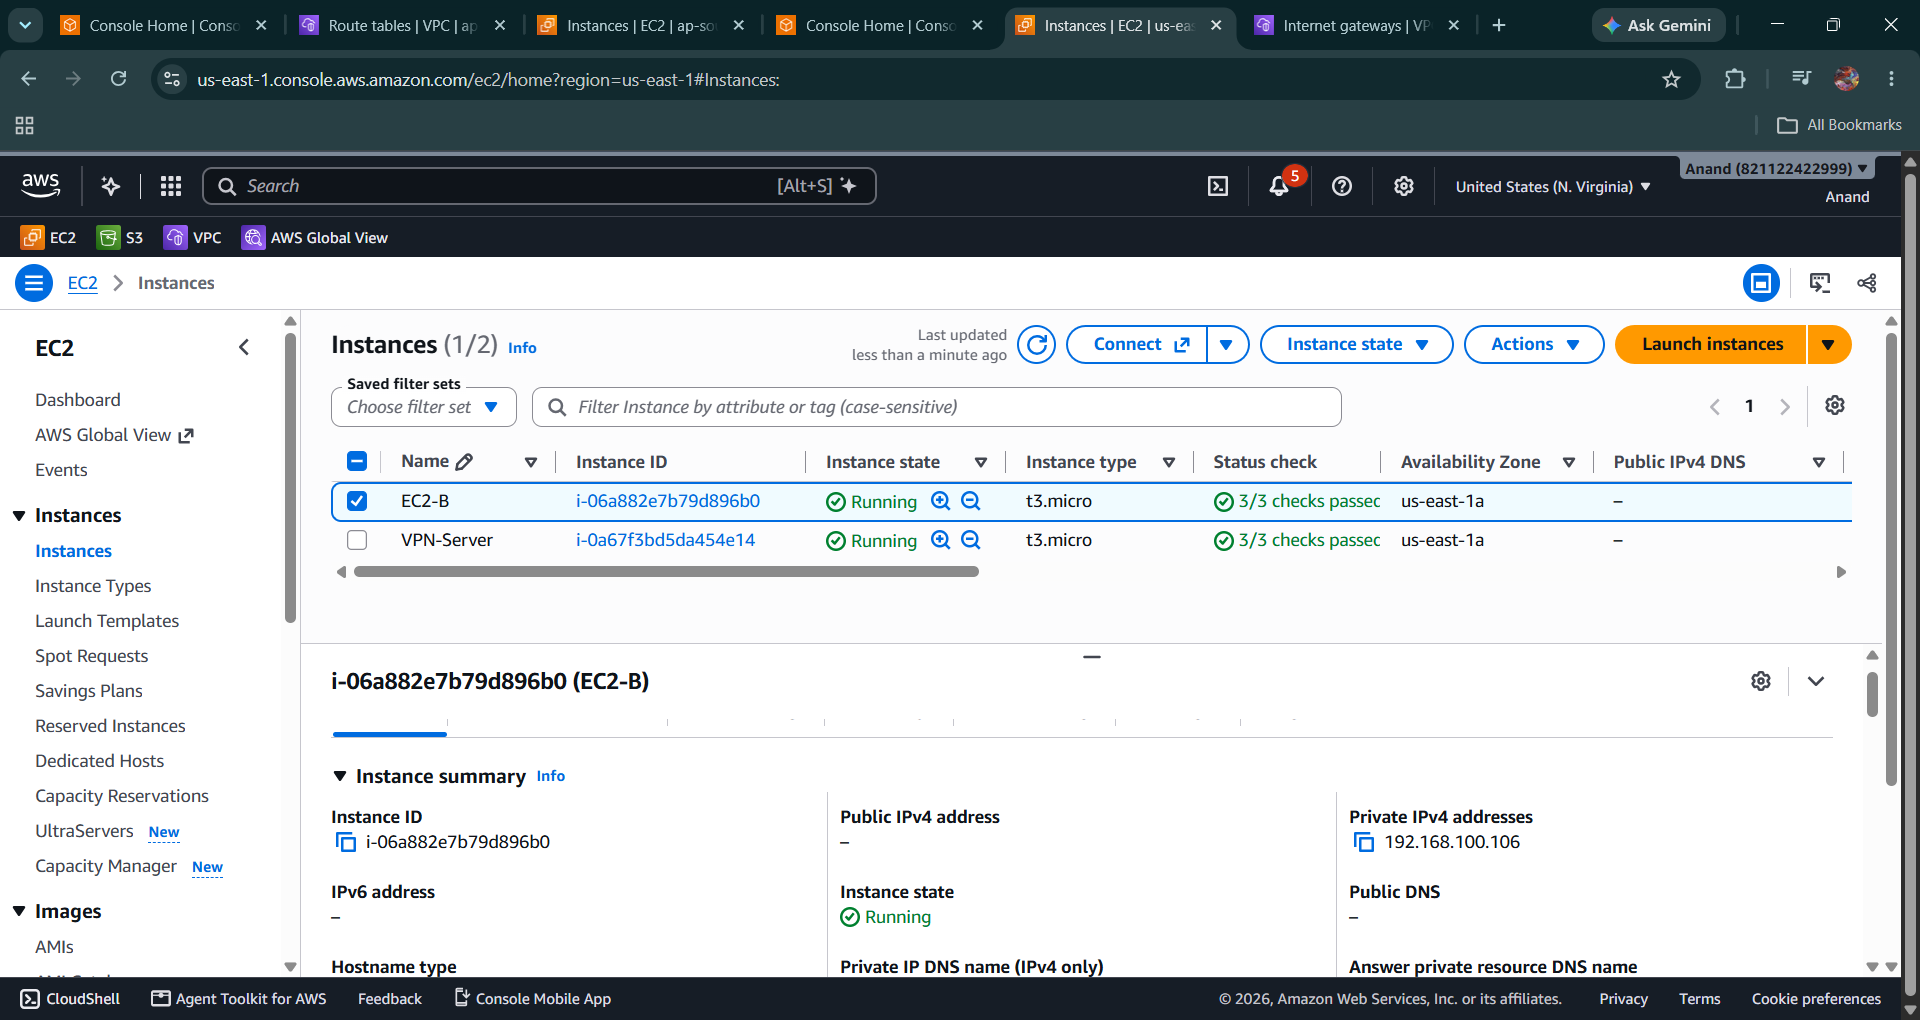 Console Home | Conso
Route tables | VPC | ap
Instances | EC2 | ap-sou
Console Home | Conso
Instances | EC2 | us-eas
Internet gateways | VP
Ask Gemini
us-east-1.console.aws.amazon.com/ec2/home?region=us-east-1#Instances:
All Bookmarks
aws
Search
[Alt+S]
5
United States (N. Virginia)
Anand (821122422999)
Anand
EC2
S3
VPC
AWS Global View
EC2
Instances
EC2
Dashboard
AWS Global View
Events
Instances
Instances
Instance Types
Launch Templates
Spot Requests
Savings Plans
Reserved Instances
Dedicated Hosts
Capacity Reservations
UltraServers New
Capacity Manager New
Images
AMIs
Instances (1/2) Info
Last updated
less than a minute ago
Connect
Instance state
Actions
Launch instances
Saved filter sets
Choose filter set
Filter Instance by attribute or tag (case-sensitive)
1
Name Instance ID Instance state Instance type Status check Availability Zone Public IPv4 DNS
EC2-B i-06a882e7b79d896b0 Running t3.micro 3/3 checks passed us-east-1a –
VPN-Server i-0a67f3bd5da454e14 Running t3.micro 3/3 checks passed us-east-1a –
i-06a882e7b79d896b0 (EC2-B)
Instance summary Info
Instance ID
i-06a882e7b79d896b0
Public IPv4 address
–
Private IPv4 addresses
192.168.100.106
IPv6 address
–
Instance state
Running
Public DNS
–
Hostname type
Private IP DNS name (IPv4 only)
Answer private resource DNS name
CloudShell
Agent Toolkit for AWS
Feedback
Console Mobile App
© 2026, Amazon Web Services, Inc. or its affiliates.
Privacy
Terms
Cookie preferences